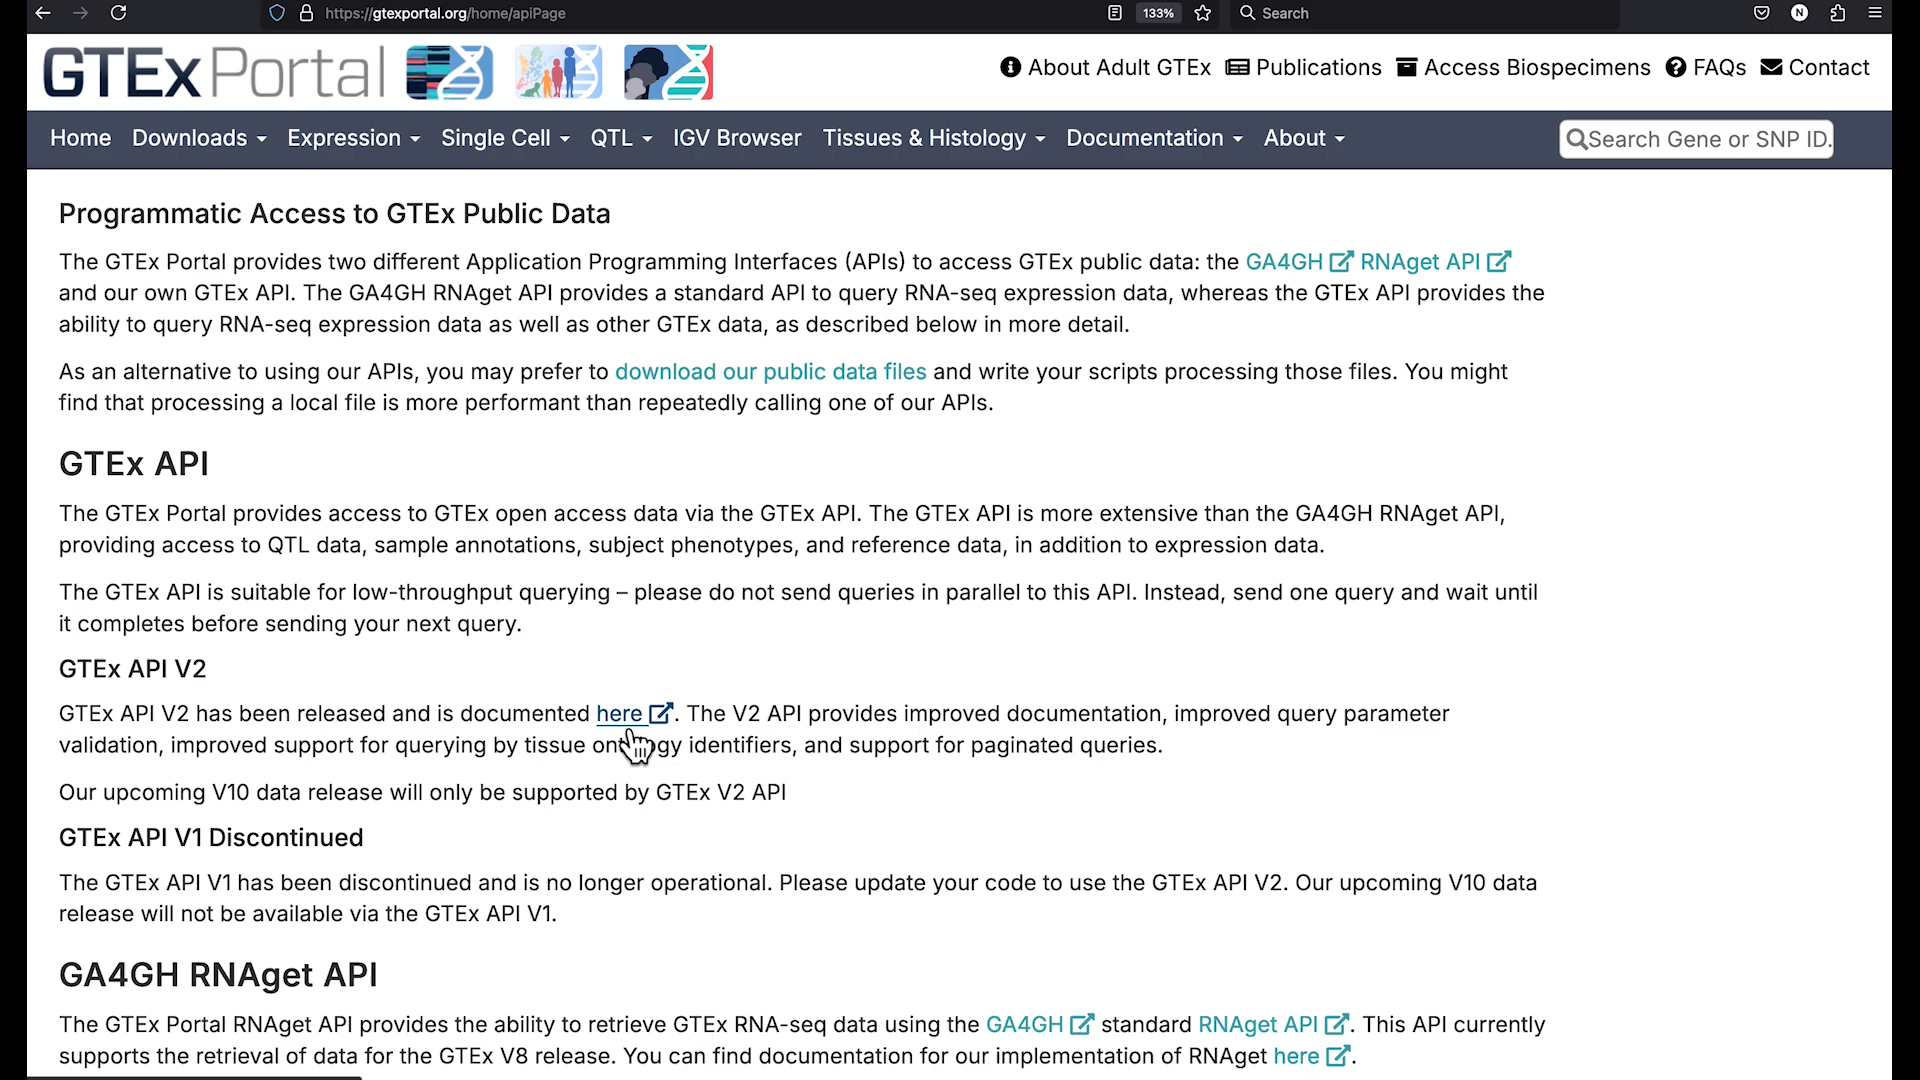 https://gtexportal.org/home/apiPage
133%
Search
N
GTExPortal
About Adult GTEx Publications Access Biospecimens FAQs Contact
Home Downloads Expression Single Cell QTL IGV Browser Tissues & Histology Documentation About
Search Gene or SNP ID.
Programmatic Access to GTEx Public Data
The GTEx Portal provides two different Application Programming Interfaces (APIs) to access GTEx public data: the GA4GH RNAget API
and our own GTEx API. The GA4GH RNAget API provides a standard API to query RNA-seq expression data, whereas the GTEx API provides the
ability to query RNA-seq expression data as well as other GTEx data, as described below in more detail.
As an alternative to using our APIs, you may prefer to download our public data files and write your scripts processing those files. You might
find that processing a local file is more performant than repeatedly calling one of our APIs.
GTEx API
The GTEx Portal provides access to GTEx open access data via the GTEx API. The GTEx API is more extensive than the GA4GH RNAget API,
providing access to QTL data, sample annotations, subject phenotypes, and reference data, in addition to expression data.
The GTEx API is suitable for low-throughput querying – please do not send queries in parallel to this API. Instead, send one query and wait until
it completes before sending your next query.
GTEx API V2
GTEx API V2 has been released and is documented here. The V2 API provides improved documentation, improved query parameter
validation, improved support for querying by tissue ontology identifiers, and support for paginated queries.
Our upcoming V10 data release will only be supported by GTEx V2 API
GTEx API V1 Discontinued
The GTEx API V1 has been discontinued and is no longer operational. Please update your code to use the GTEx API V2. Our upcoming V10 data
release will not be available via the GTEx API V1.
GA4GH RNAget API
The GTEx Portal RNAget API provides the ability to retrieve GTEx RNA-seq data using the GA4GH standard RNAget API. This API currently
supports the retrieval of data for the GTEx V8 release. You can find documentation for our implementation of RNAget here.